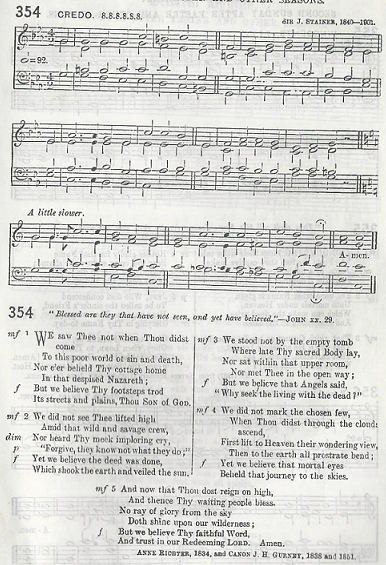 OTHER SEASONS.
354 CREDO. 8.8.8.8.8.8. SIR J. STAINER, 1840—1901.
=92.
A little slower.
A- men.
354 "Blessed are they that have not seen, and yet have believed."—JOHN xx. 29.
mf 1 WE saw Thee not when Thou didst
come
To this poor world of sin and death,
Nor e'er beheld Thy cottage home
In that despised Nazareth;
f But we believe Thy footsteps trod
Its streets and plains, Thou Son of GOD.
mf 2 We did not see Thee lifted high
Amid that wild and savage crew,
dim Nor heard Thy meek imploring cry,
p "Forgive, they know not what they do;"
f Yet we believe the deed was done,
Which shook the earth and veiled the sun.
mf 3 We stood not by the empty tomb
Where late Thy sacred Body lay,
Nor sat within that upper room,
Nor met Thee in the open way;
f But we believe that Angels said,
"Why seek the living with the dead?"
mf 4 We did not mark the chosen few,
When Thou didst through the clouds
ascend,
First lift to Heaven their wondering view,
Then to the earth all prostrate bend;
f Yet we believe that mortal eyes
Beheld that journey to the skies.
mf 5 And now that Thou dost reign on high,
And thence Thy waiting people bless.
No ray of glory from the sky
Doth shine upon our wilderness;
f But we believe Thy faithful Word,
And trust in our Redeeming LORD. Amen.
ANNE RICHTER, 1834, and CANON J. H. GURNEY, 1838 and 1851.